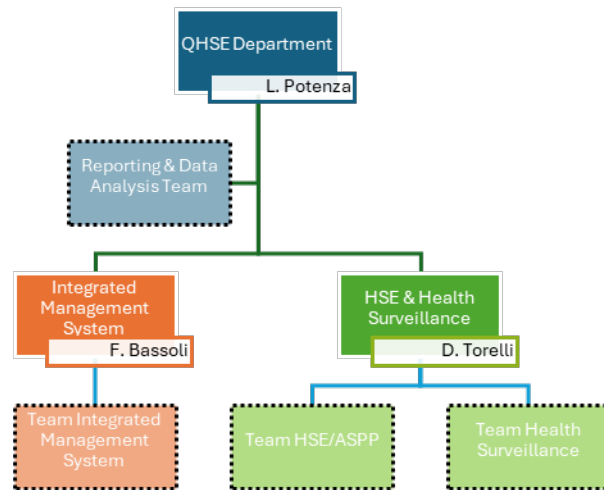 QHSE Department
L. Potenza
Reporting & Data
Analysis Team
Integrated
Management
System
F. Bassoli
HSE & Health
Surveillance
D. Torelli
Team Integrated
Management
System
Team HSE/ASPP
Team Health
Surveillance